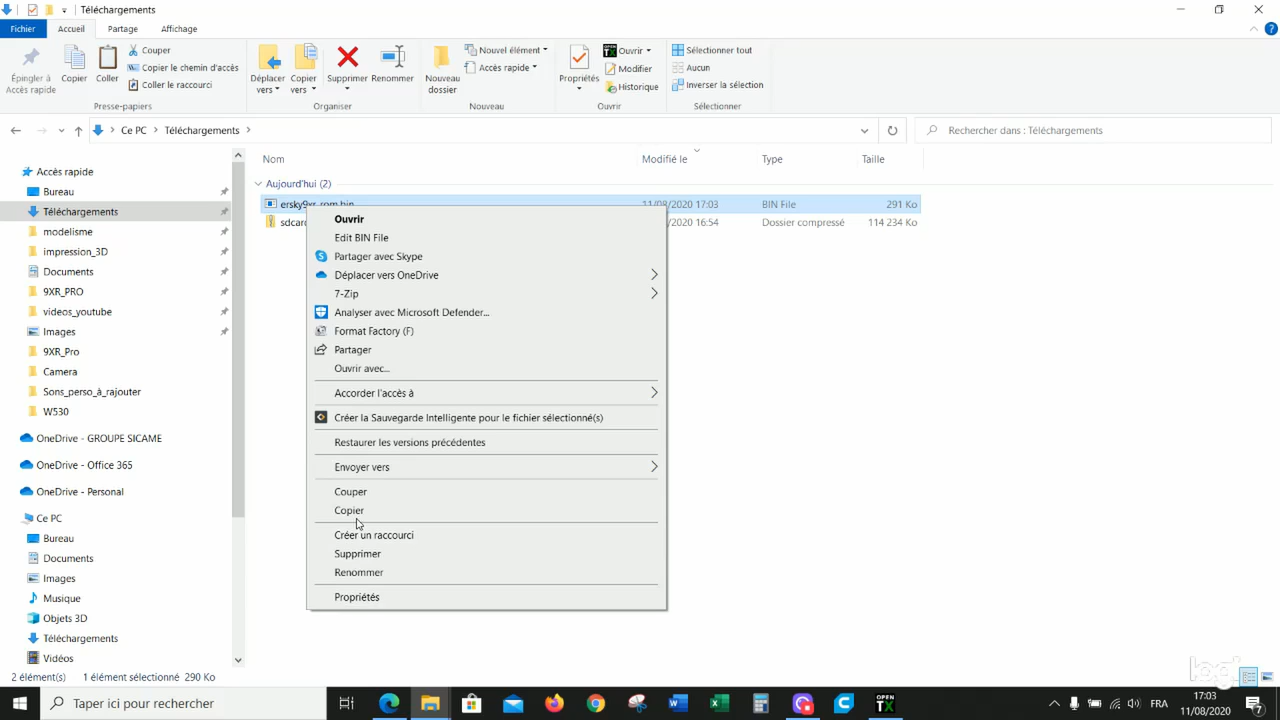 Téléchargements
Fichier
Accueil
Partage
Affichage
Épingler à
Accès rapide
Copier
Coller
Couper
Copier le chemin d'accès
Coller le raccourci
Presse-papiers
Déplacer
vers
Copier
vers
Supprimer
Renommer
Organiser
Nouveau
dossier
Nouvel élément
Accès rapide
Nouveau
Propriétés
OPEN TX
Ouvrir
Modifier
Historique
Ouvrir
Sélectionner tout
Aucun
Inverser la sélection
Sélectionner
Ce PC
Téléchargements
Rechercher dans : Téléchargements
Nom
Modifié le
Type
Taille
Aujourd'hui (2)
ersky9xr_rom.bin
11/08/2020 17:03
BIN File
291 Ko
sdcard
/2020 16:54
Dossier compressé
114 234 Ko
Accès rapide
Bureau
Téléchargements
modelisme
impression_3D
Documents
9XR_PRO
videos_youtube
Images
9XR_Pro
Camera
Sons_perso_à_rajouter
W530
OneDrive - GROUPE SICAME
OneDrive - Office 365
OneDrive - Personal
Ce PC
Bureau
Documents
Images
Musique
Objets 3D
Téléchargements
Vidéos
Ouvrir
Edit BIN File
Partager avec Skype
Déplacer vers OneDrive
7-Zip
Analyser avec Microsoft Defender...
Format Factory (F)
Partager
Ouvrir avec...
Accorder l'accès à
Créer la Sauvegarde Intelligente pour le fichier sélectionné(s)
Restaurer les versions précédentes
Envoyer vers
Couper
Copier
Créer un raccourci
Supprimer
Renommer
Propriétés
2 élément(s)
1 élément sélectionné 290 Ko
logi
Taper ici pour rechercher
OPEN
TX
FRA
17:03
11/08/2020
7